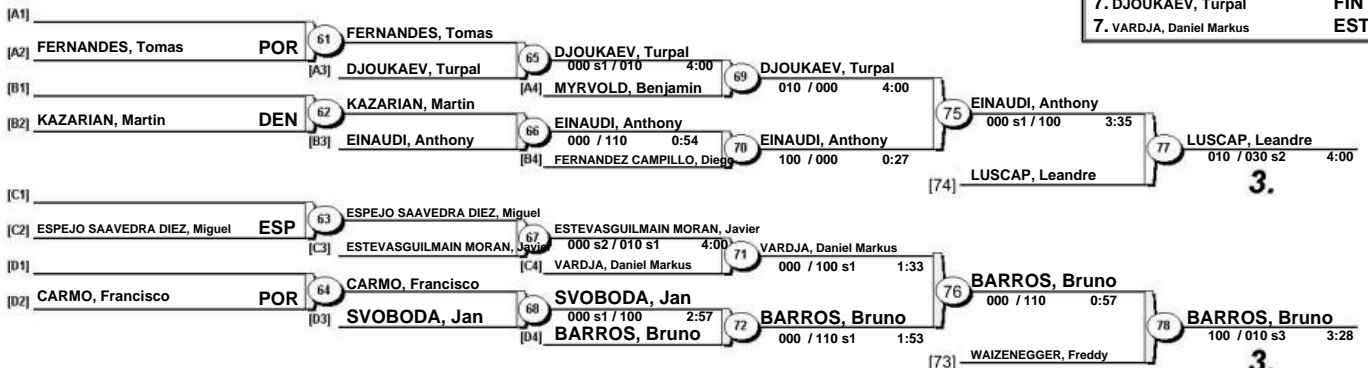 7. DJOUKAEV, Turpal FIN
7. VARDJA, Daniel Markus EST
[A1]
[A2] FERNANDES, Tomas POR
61 FERNANDES, Tomas
[A3] DJOUKAEV, Turpal
65 DJOUKAEV, Turpal
000 s1 / 010 4:00
[A4] MYRVOLD, Benjamin
69 DJOUKAEV, Turpal
010 / 000 4:00
[B1]
[B2] KAZARIAN, Martin DEN
62 KAZARIAN, Martin
[B3] EINAUDI, Anthony
66 EINAUDI, Anthony
000 / 110 0:54
[B4] FERNANDEZ CAMPILLO, Diego
70 EINAUDI, Anthony
100 / 000 0:27
75 EINAUDI, Anthony
000 s1 / 100 3:35
[74] LUSCAP, Leandre
77 LUSCAP, Leandre
010 / 030 s2 4:00
3.
[C1]
[C2] ESPEJO SAAVEDRA DIEZ, Miguel ESP
63 ESPEJO SAAVEDRA DIEZ, Miguel
[C3] ESTEVASGUILMAIN MORAN, Javier
67 ESTEVASGUILMAIN MORAN, Javier
000 s2 / 010 s1 4:00
[C4] VARDJA, Daniel Markus
71 VARDJA, Daniel Markus
000 / 100 s1 1:33
[D1]
[D2] CARMO, Francisco POR
64 CARMO, Francisco
[D3] SVOBODA, Jan
68 SVOBODA, Jan
000 s1 / 100 2:57
[D4] BARROS, Bruno
72 BARROS, Bruno
000 / 110 s1 1:53
76 BARROS, Bruno
000 / 110 0:57
[73] WAIZENEGGER, Freddy
78 BARROS, Bruno
100 / 010 s3 3:28
3.